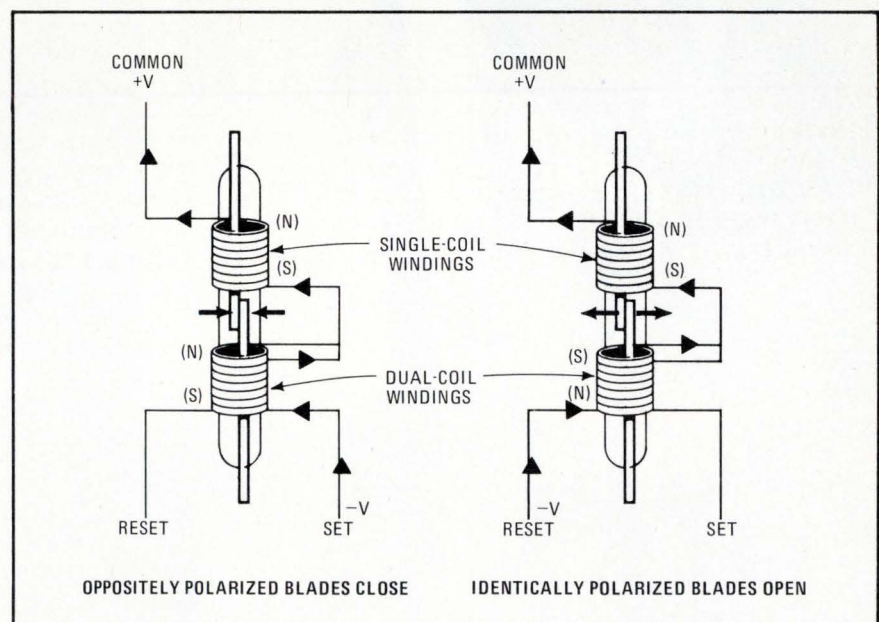 COMMON
+V
(N)
(S)
(N)
(S)
RESET
–V
SET
OPPOSITELY POLARIZED BLADES CLOSE
SINGLE-COIL
WINDINGS
DUAL-COIL
WINDINGS
COMMON
+V
(N)
(S)
(S)
(N)
–V
RESET
SET
IDENTICALLY POLARIZED BLADES OPEN